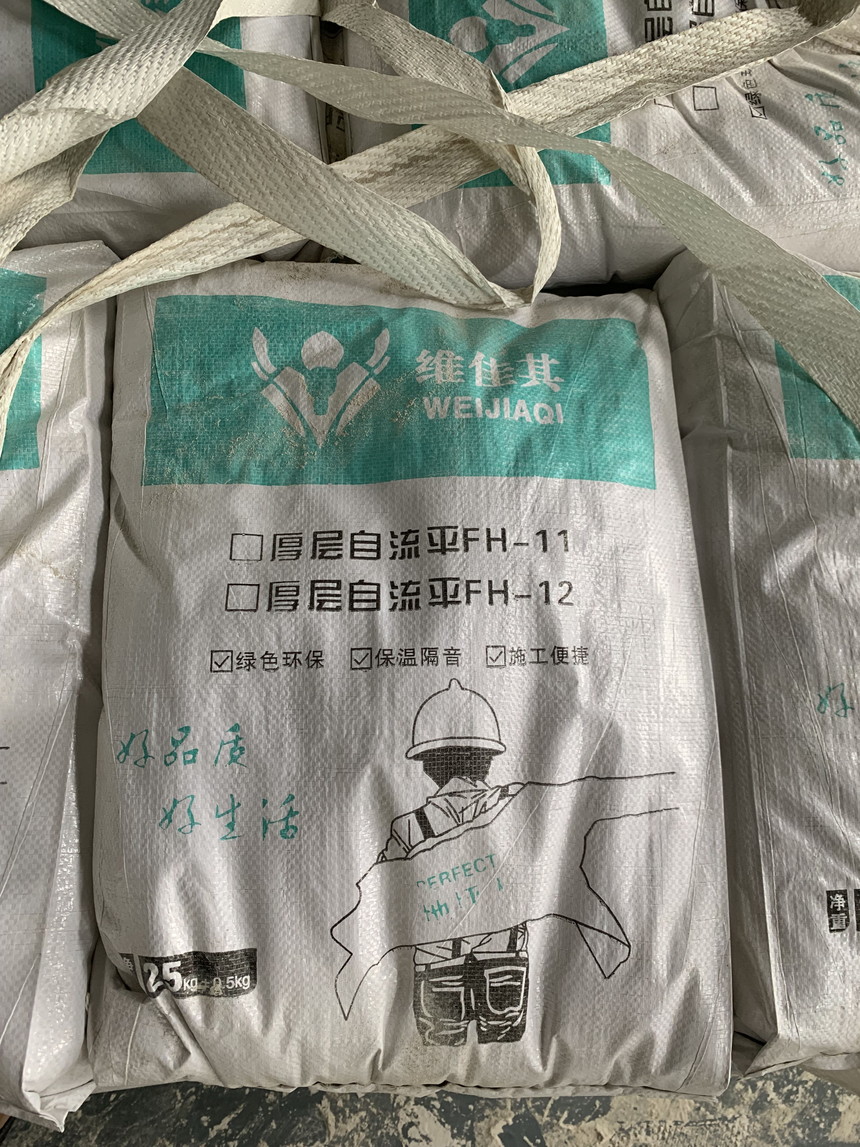 维佳其
WEIJIAQI
□厚层自流平FH-11
□厚层自流平FH-12
☑绿色环保 ☑保温隔音 ☑施工便捷
好品质
好生活
PERFECT
25kg±0.5kg
净重
好